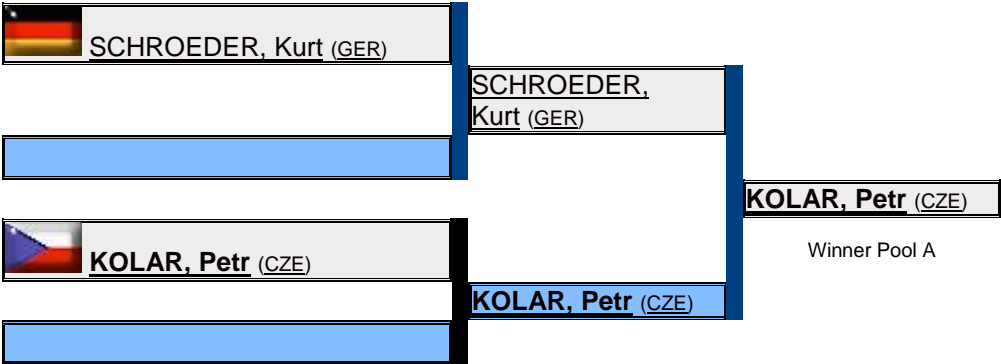 SCHROEDER, Kurt (GER)
SCHROEDER,
Kurt (GER)
KOLAR, Petr (CZE)
Winner Pool A
KOLAR, Petr (CZE)
KOLAR, Petr (CZE)